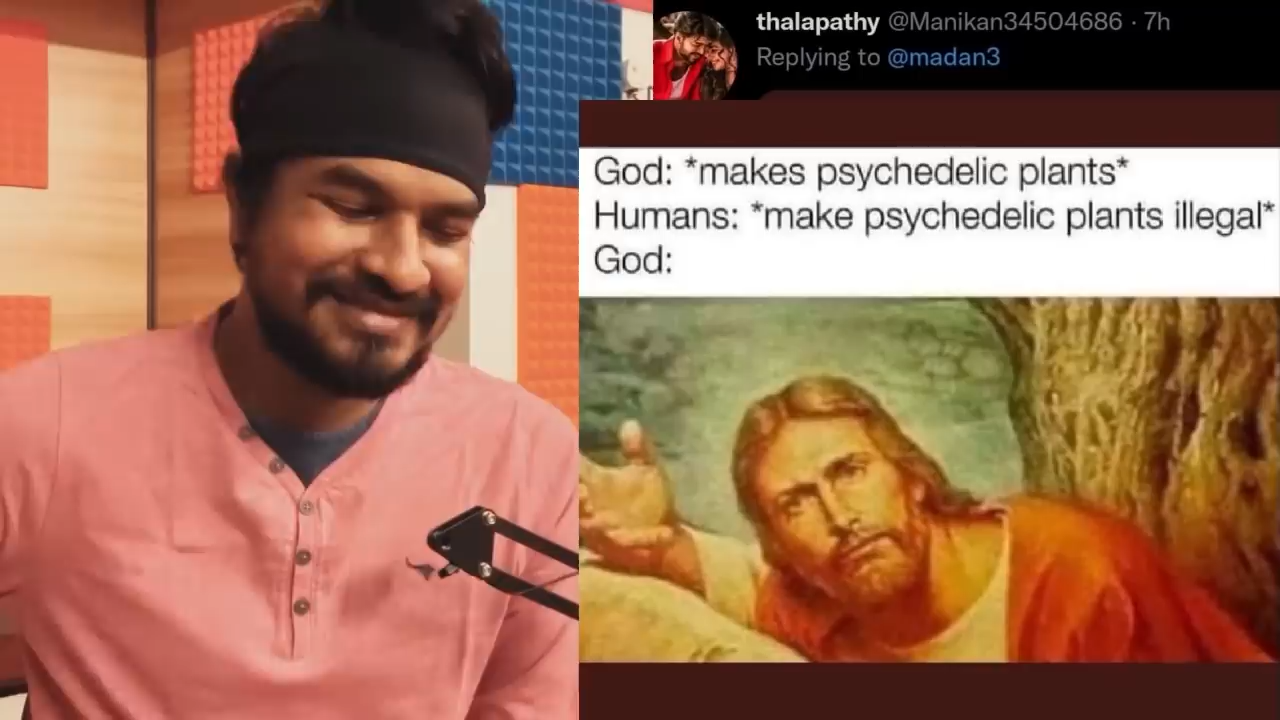 thalapathy @Manikan34504686 · 7h
Replying to @madan3
God: *makes psychedelic plants*
Humans: *make psychedelic plants illegal*
God: